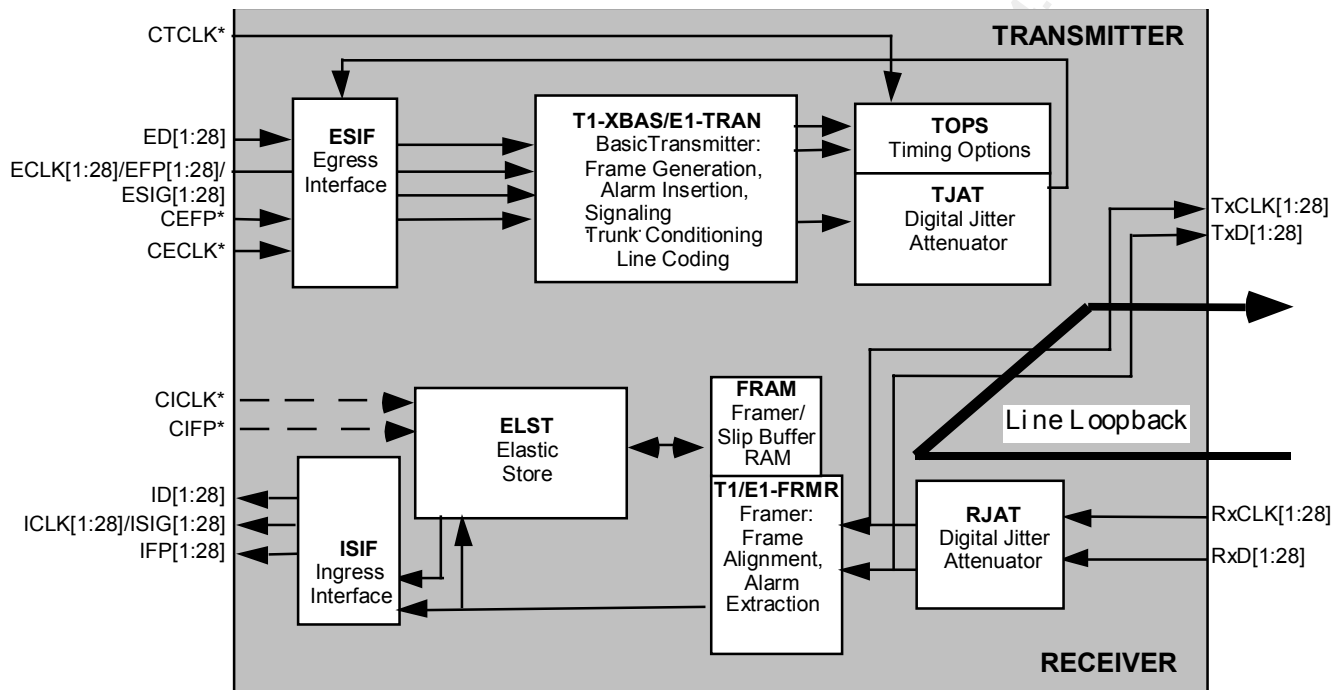 CTCLK*
TRANSMITTER
ED[1:28]
ECLK[1:28]/EFP[1:28]/
ESIG[1:28]
CEFP*
CECLK*
ESIF
Egress
Interface
T1-XBAS/E1-TRAN
BasicTransmitter:
Frame Generation,
Alarm Insertion,
Signaling
Trunk Conditioning
Line Coding
TOPS
Timing Options
TJAT
Digital Jitter
Attenuator
TxCLK[1:28]
TxD[1:28]
CICLK*
CIFP*
ELST
Elastic
Store
FRAM
Framer/
Slip Buffer
RAM
Line Loopback
ID[1:28]
ICLK[1:28]/ISIG[1:28]
IFP[1:28]
ISIF
Ingress
Interface
T1/E1-FRMR
Framer:
Frame
Alignment,
Alarm
Extraction
RJAT
Digital Jitter
Attenuator
RxCLK[1:28]
RxD[1:28]
RECEIVER